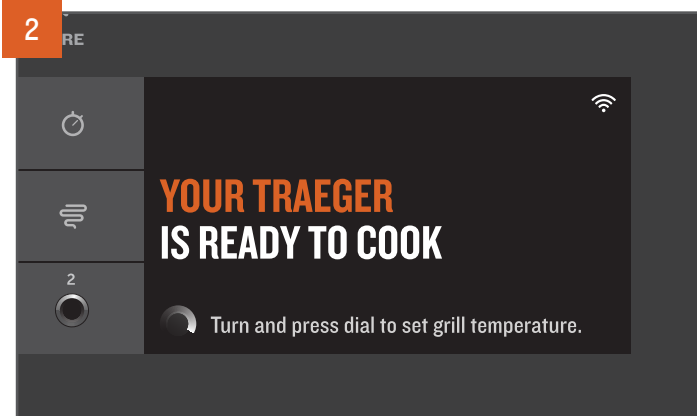 2
RE
YOUR TRAEGER
IS READY TO COOK
2
Turn and press dial to set grill temperature.